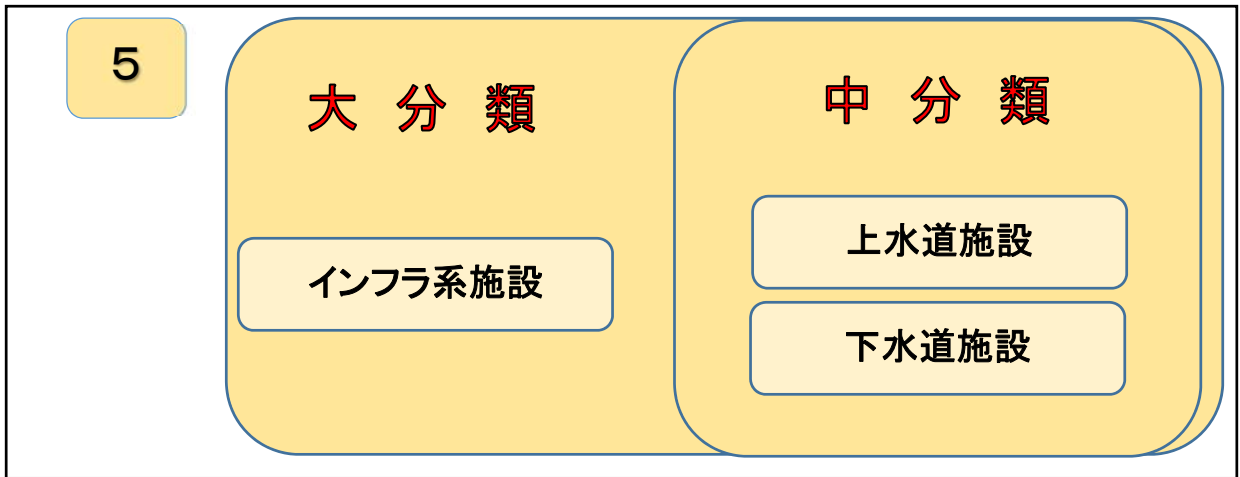 5
大 分 類
インフラ系施設
中 分 類
上水道施設
下水道施設